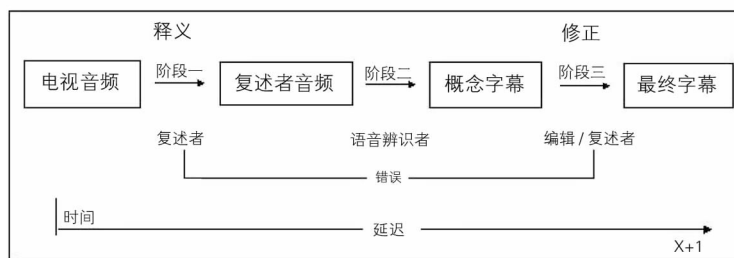 释义 修正
电视音频 阶段一 复述者音频 阶段二 概念字幕 阶段三 最终字幕
复述者 语音辨识者 编辑/复述者
错误
时间
延迟
X+1